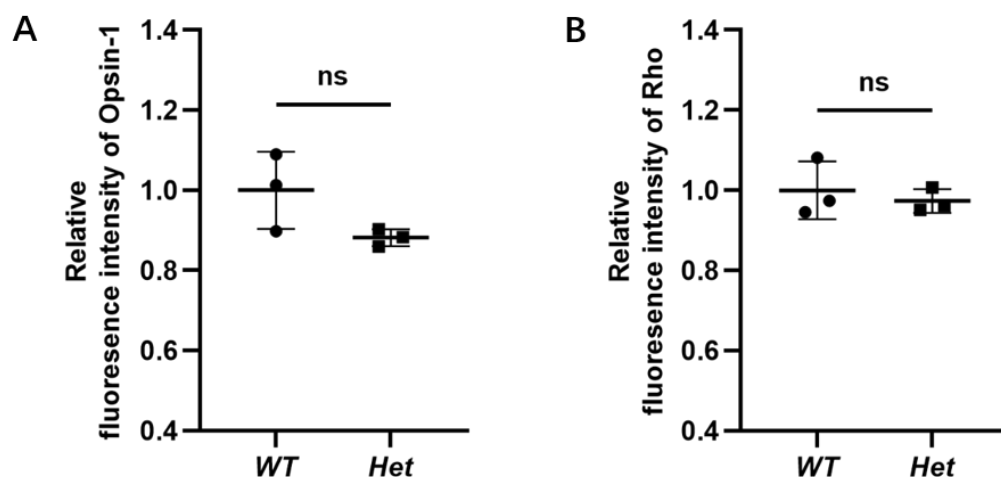 A
Relative
fluoresence intensity of Opsin-1
1.4
1.2
1.0
0.8
0.6
0.4
ns
WT
Het
B
Relative
fluoresence intensity of Rho
1.4
1.2
1.0
0.8
0.6
0.4
ns
WT
Het